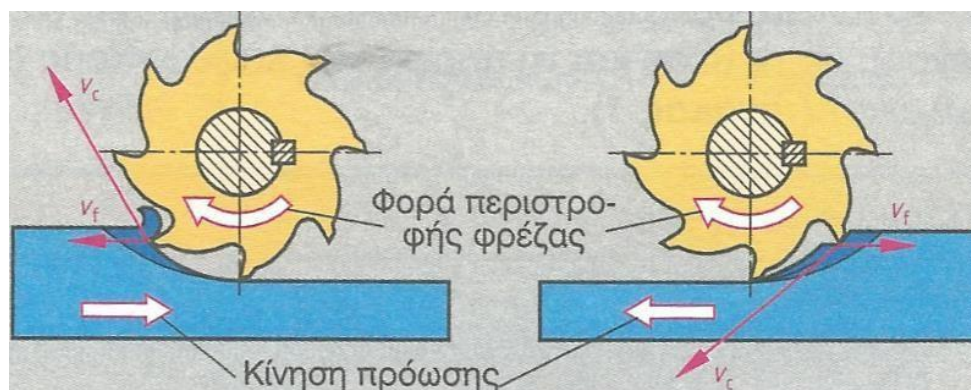 v_c
v_f
Φορά περιστρο-
φής φρέζας
v_f
Κίνηση πρόωσης
v_c